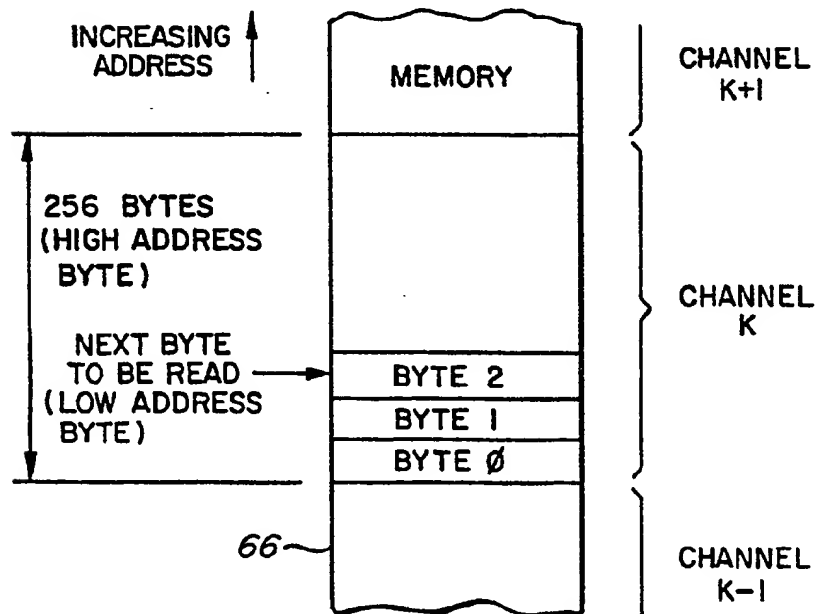 INCREASING
ADDRESS
MEMORY
CHANNEL
K+1
256 BYTES
(HIGH ADDRESS
BYTE)
CHANNEL
K
NEXT BYTE
TO BE READ
(LOW ADDRESS
BYTE)
BYTE 2
BYTE 1
BYTE Ø
66
CHANNEL
K-1